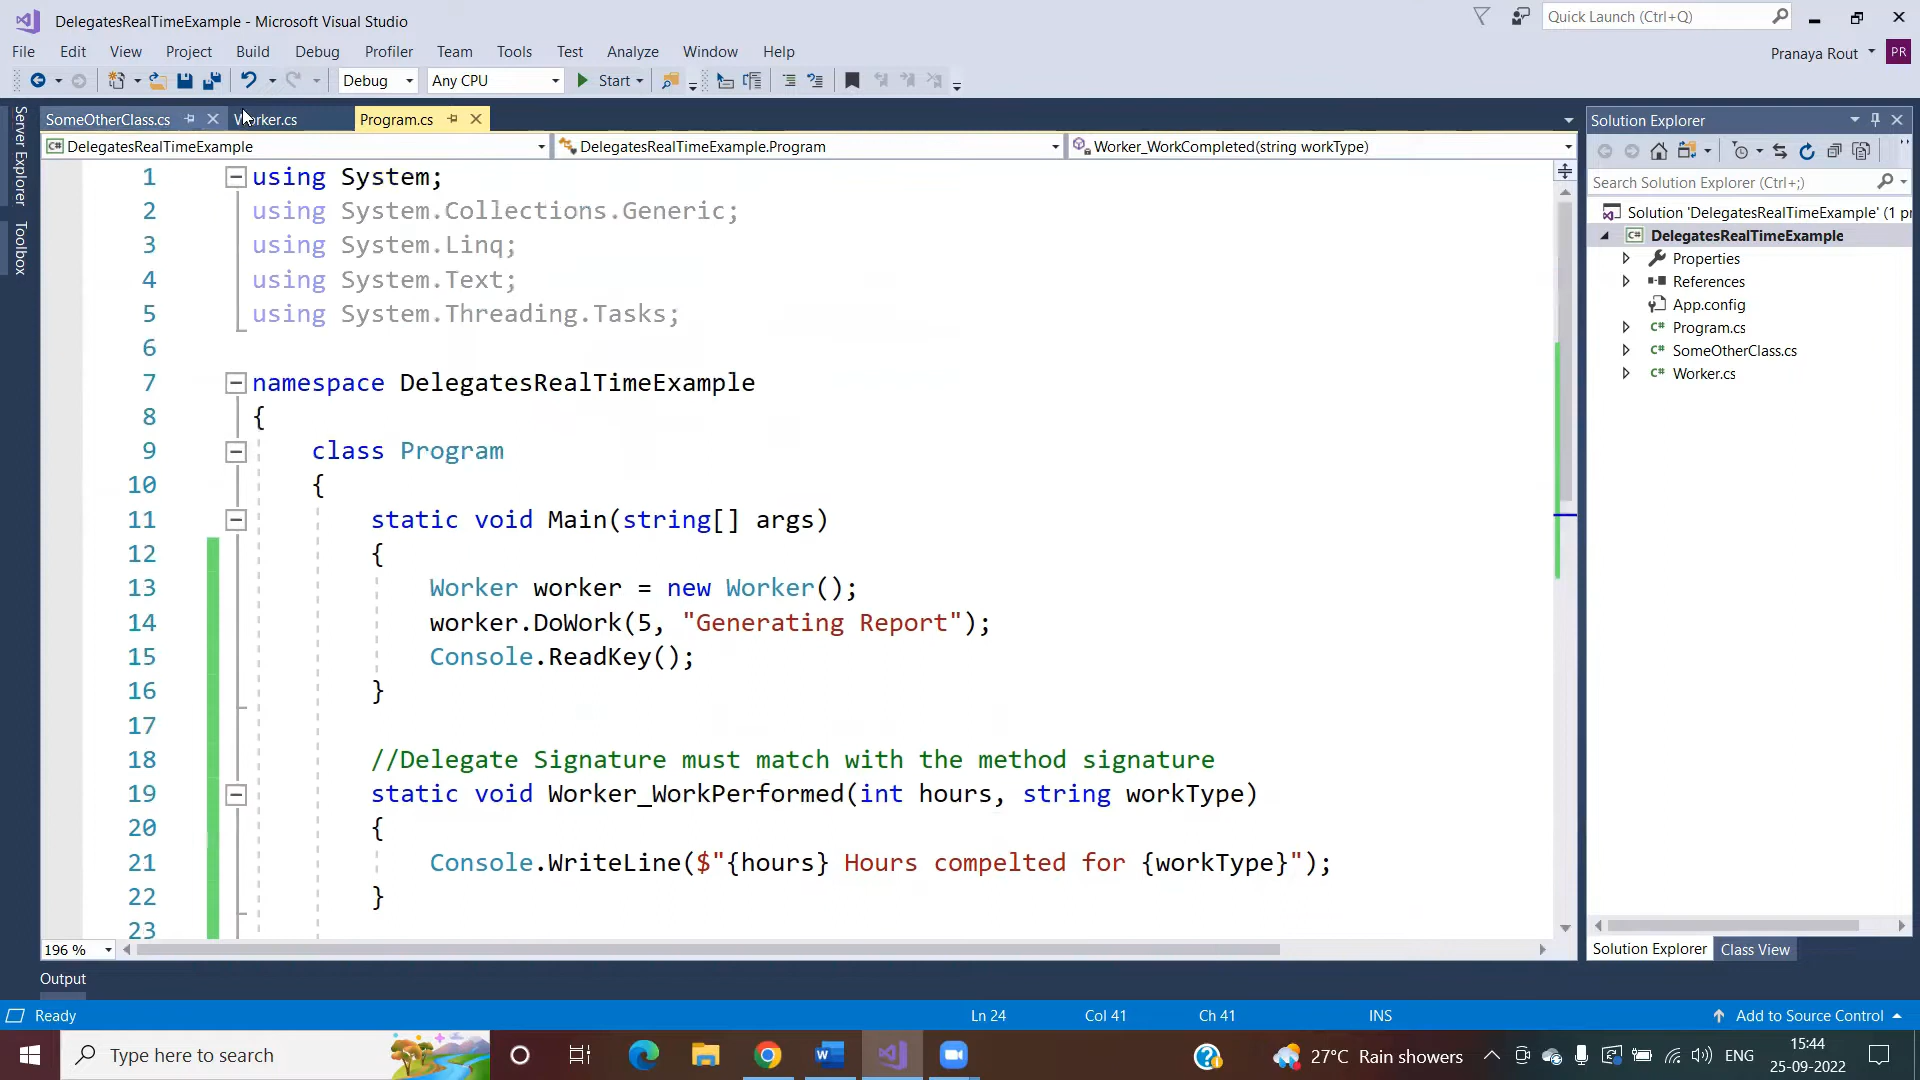 DelegatesRealTimeExample - Microsoft Visual Studio
Quick Launch (Ctrl+Q)
File Edit View Project Build Debug Profiler Team Tools Test Analyze Window Help
Pranaya Rout PR
Debug Any CPU Start
Server Explorer
Toolbox
SomeOtherClass.cs Worker.cs Program.cs
DelegatesRealTimeExample DelegatesRealTimeExample.Program Worker_WorkCompleted(string workType)
1 using System;
2 using System.Collections.Generic;
3 using System.Linq;
4 using System.Text;
5 using System.Threading.Tasks;
6
7 namespace DelegatesRealTimeExample
8 {
9 class Program
10 {
11 static void Main(string[] args)
12 {
13 Worker worker = new Worker();
14 worker.DoWork(5, "Generating Report");
15 Console.ReadKey();
16 }
17
18 //Delegate Signature must match with the method signature
19 static void Worker_WorkPerformed(int hours, string workType)
20 {
21 Console.WriteLine($"{hours} Hours compelted for {workType}");
22 }
23
196 %
Solution Explorer
Search Solution Explorer (Ctrl+;)
Solution 'DelegatesRealTimeExample' (1 pr
DelegatesRealTimeExample
Properties
References
App.config
Program.cs
SomeOtherClass.cs
Worker.cs
Solution Explorer Class View
Output
Ready Ln 24 Col 41 Ch 41 INS Add to Source Control
Type here to search
27°C Rain showers ENG
15:44
25-09-2022